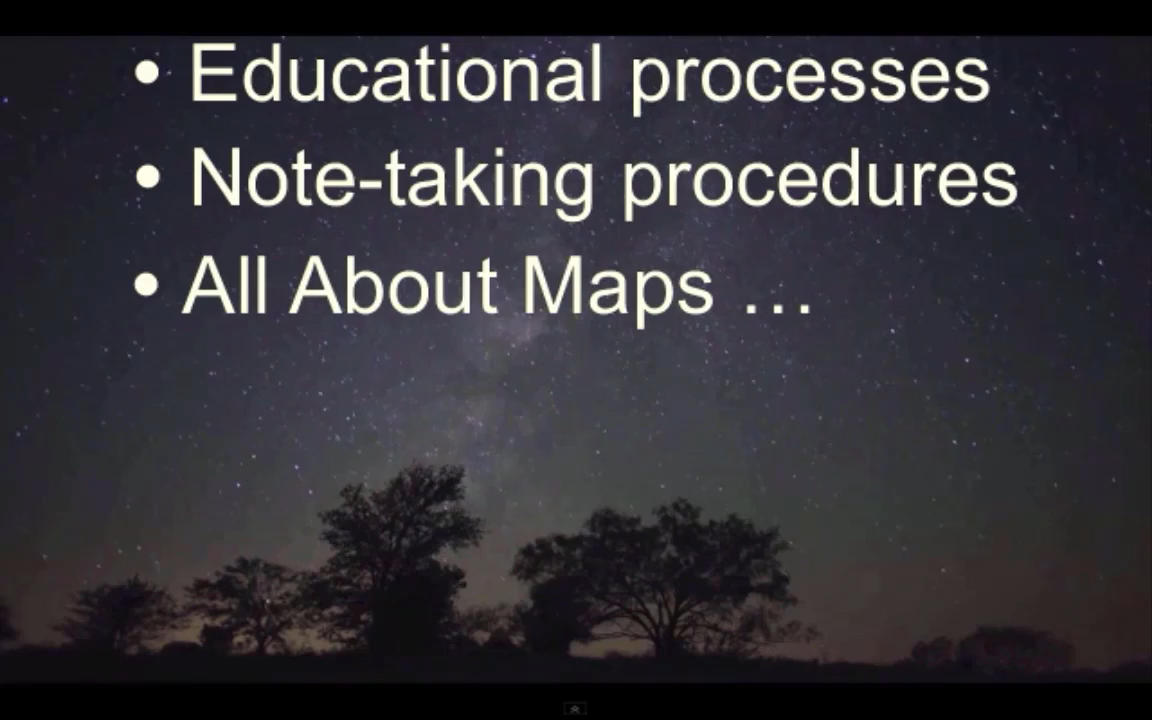 • Educational processes
• Note-taking procedures
• All About Maps …